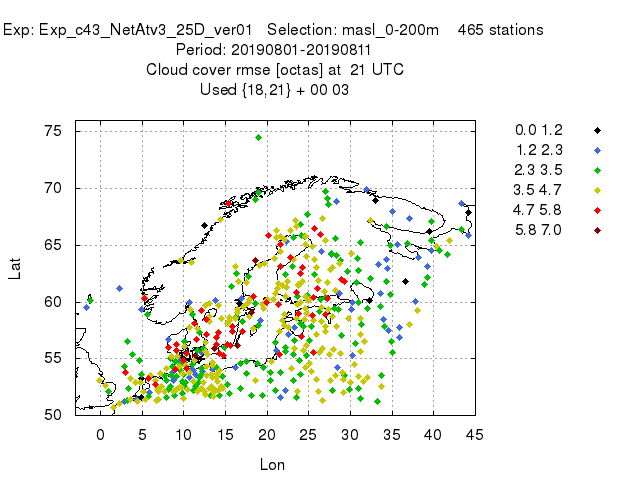 Exp: Exp_c43_NetAtv3_25D_ver01 Selection: masl_0-200m 465 stations
Period: 20190801-20190811
Cloud cover rmse [octas] at 21 UTC
Used {18,21} + 00 03
0.0 1.2
1.2 2.3
2.3 3.5
3.5 4.7
4.7 5.8
5.8 7.0
75
70
65
60
55
50
Lat
0 5 10 15 20 25 30 35 40 45
Lon